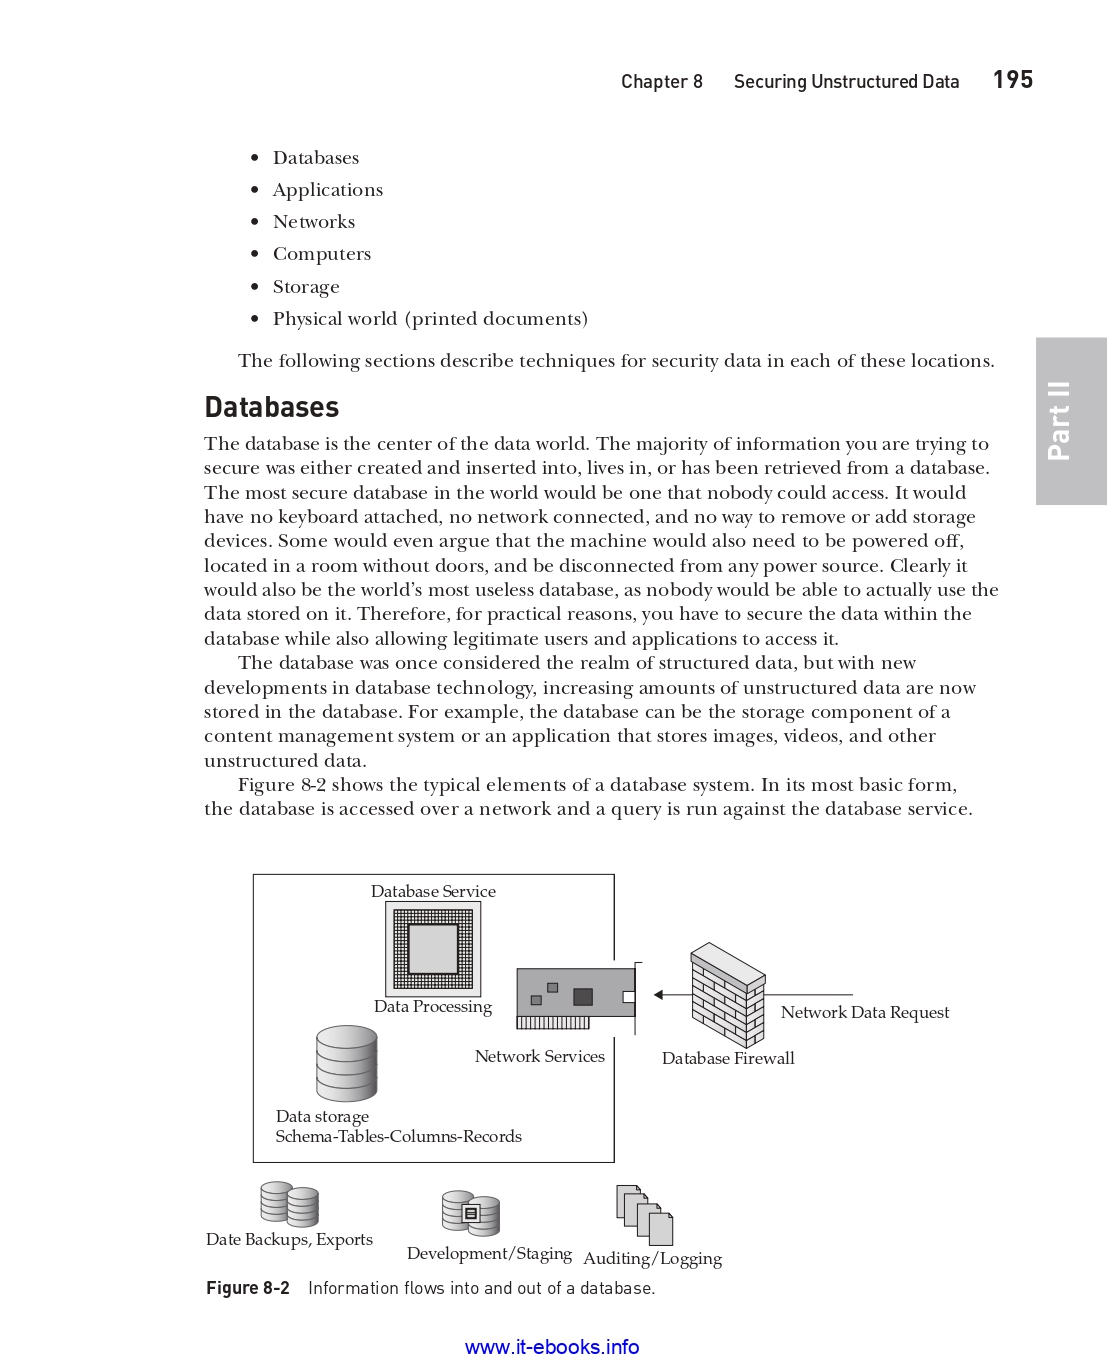 Chapter 8 Securing Unstructured Data 195
• Databases
• Applications
• Networks
• Computers
• Storage
• Physical world (printed documents)
The following sections describe techniques for security data in each of these locations.
Part II
Databases
The database is the center of the data world. The majority of information you are trying to
secure was either created and inserted into, lives in, or has been retrieved from a database.
The most secure database in the world would be one that nobody could access. It would
have no keyboard attached, no network connected, and no way to remove or add storage
devices. Some would even argue that the machine would also need to be powered off,
located in a room without doors, and be disconnected from any power source. Clearly it
would also be the world's most useless database, as nobody would be able to actually use the
data stored on it. Therefore, for practical reasons, you have to secure the data within the
database while also allowing legitimate users and applications to access it.
The database was once considered the realm of structured data, but with new
developments in database technology, increasing amounts of unstructured data are now
stored in the database. For example, the database can be the storage component of a
content management system or an application that stores images, videos, and other
unstructured data.
Figure 8-2 shows the typical elements of a database system. In its most basic form,
the database is accessed over a network and a query is run against the database service.
Database Service
Data Processing
Network Data Request
Network Services
Database Firewall
Data storage
Schema-Tables-Columns-Records
Date Backups, Exports
Development/Staging
Auditing/Logging
Figure 8-2 Information flows into and out of a database.
www.it-ebooks.info